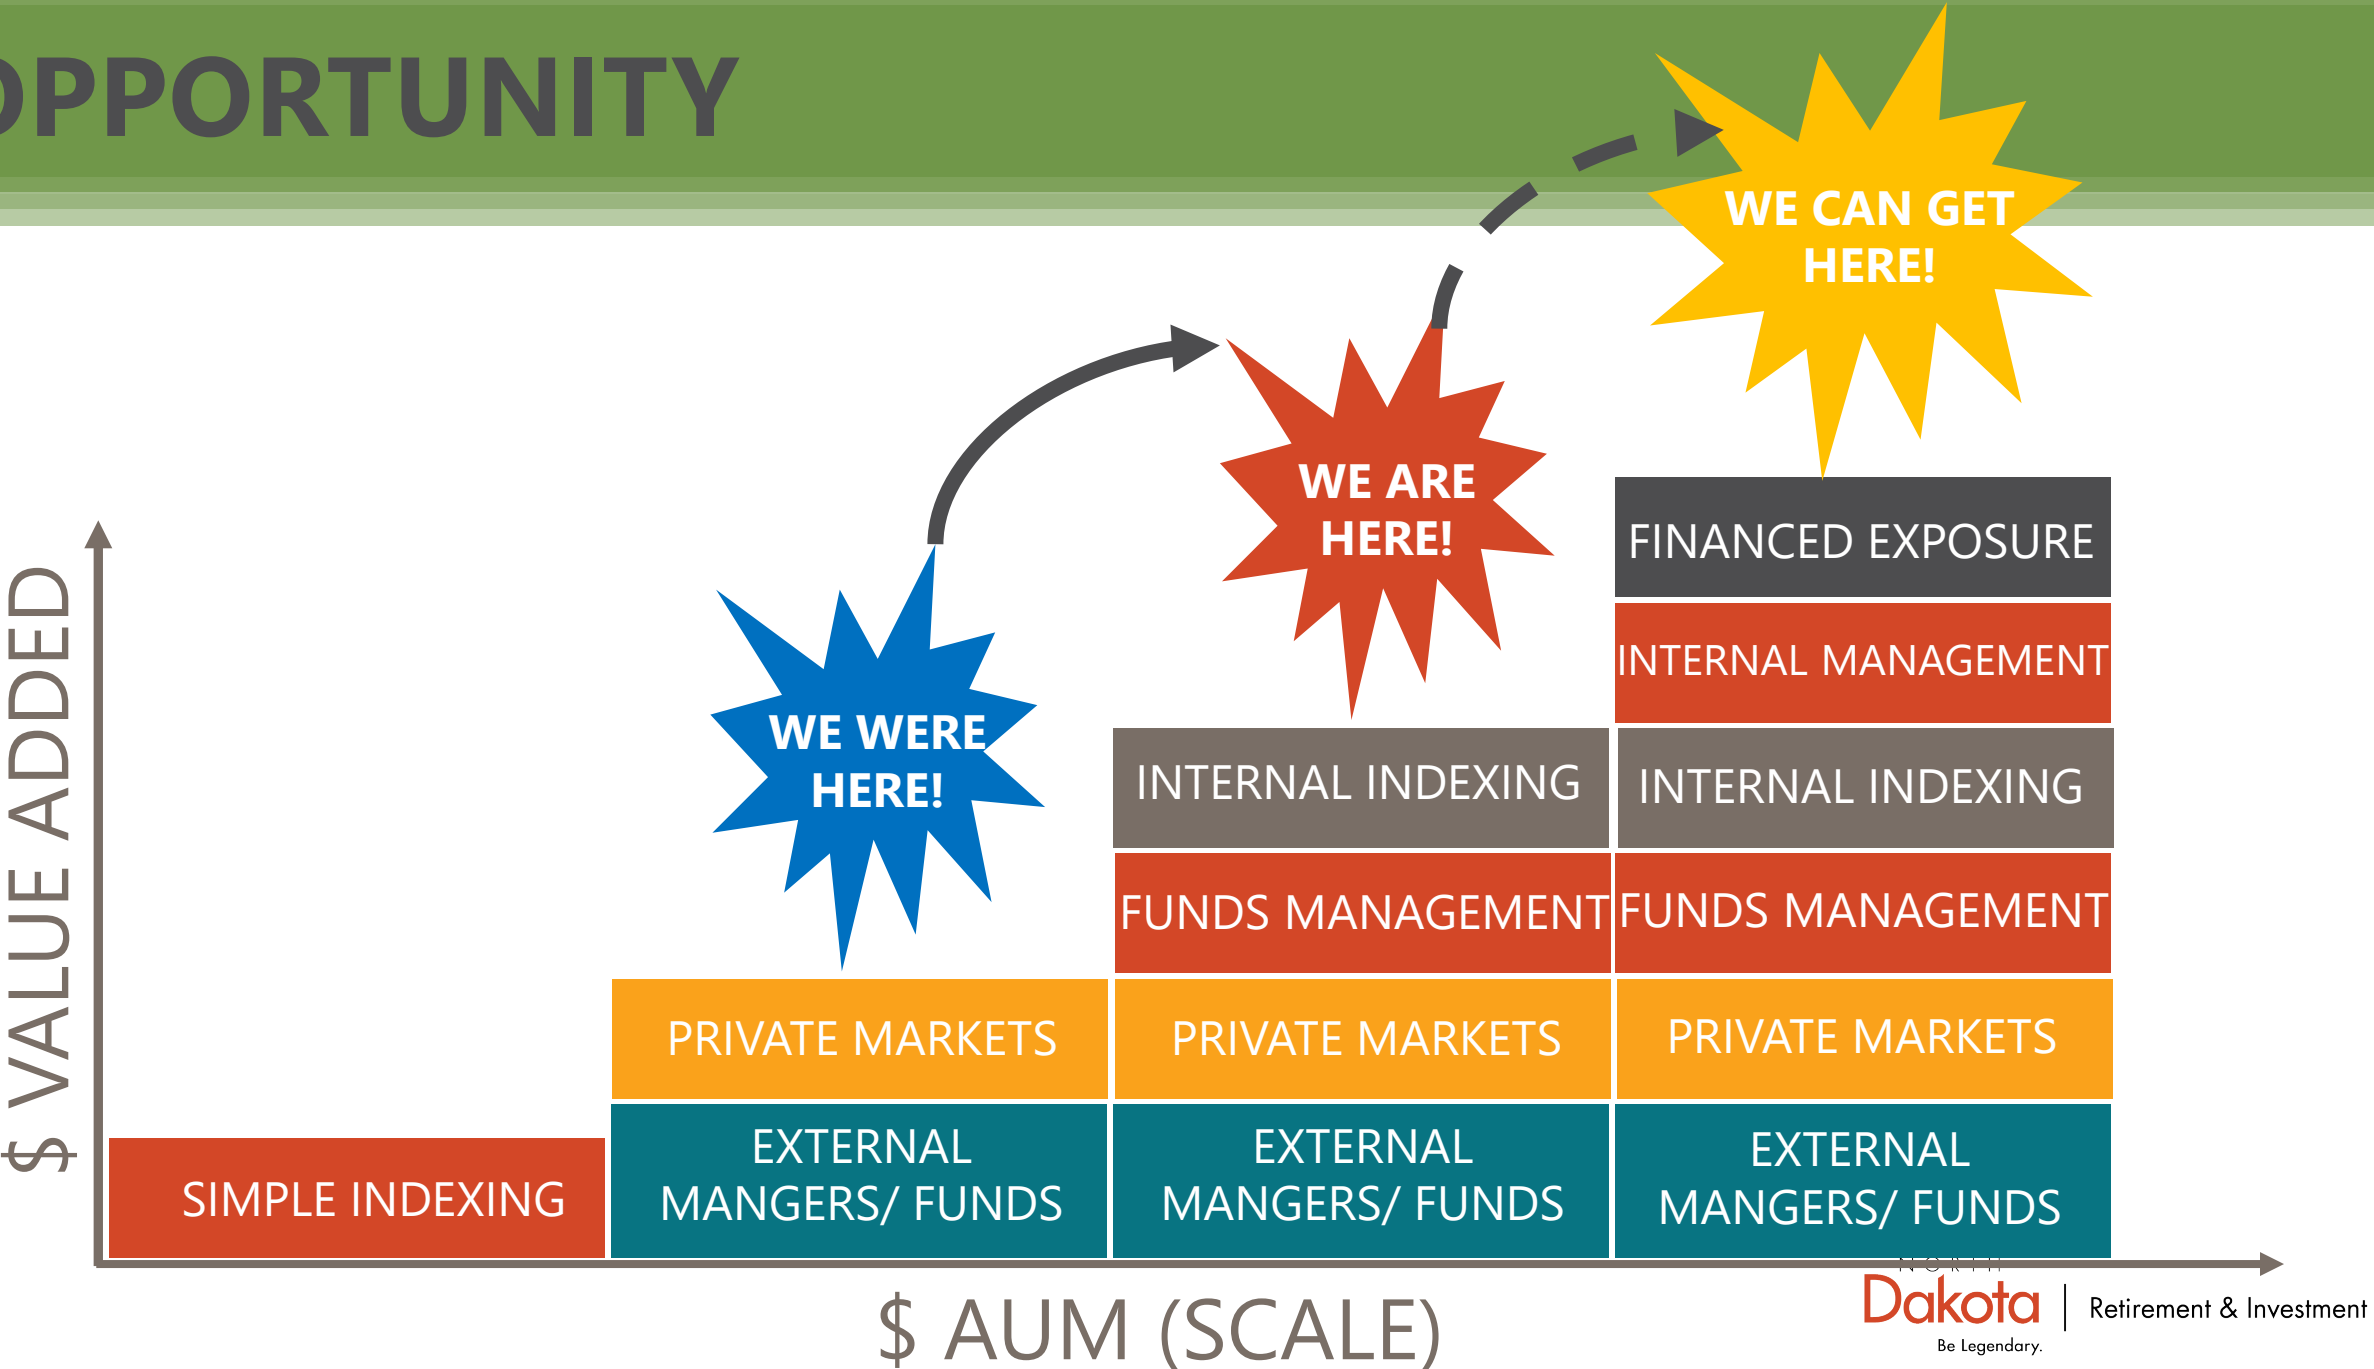 OPPORTUNITY
WE CAN GET
HERE!
WE ARE
HERE!
WE WERE
HERE!
$ VALUE ADDED
FINANCED EXPOSURE
INTERNAL MANAGEMENT
INTERNAL INDEXING
INTERNAL INDEXING
FUNDS MANAGEMENT
FUNDS MANAGEMENT
PRIVATE MARKETS
PRIVATE MARKETS
PRIVATE MARKETS
SIMPLE INDEXING
EXTERNAL
MANGERS/ FUNDS
EXTERNAL
MANGERS/ FUNDS
EXTERNAL
MANGERS/ FUNDS
$ AUM (SCALE)
NORTH
Dakota
Be Legendary.
Retirement & Investment